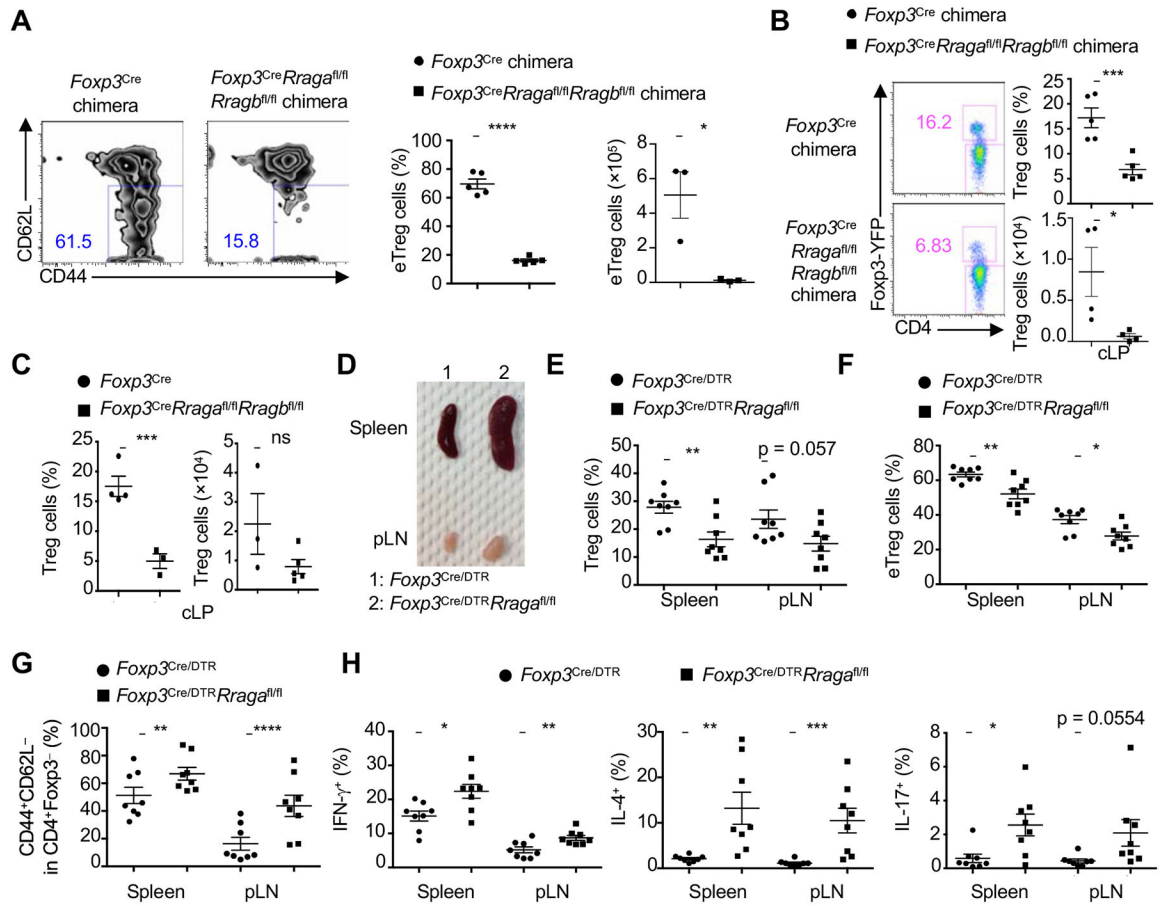 A
Foxp3Cre
chimera
Foxp3CreRragafl/fl
Rragbfl/fl chimera
CD62L
61.5
15.8
CD44
Foxp3Cre chimera
Foxp3CreRragafl/flRragbfl/fl chimera
eTreg cells (%)
100
80
60
40
20
0
****
eTreg cells (×10⁵)
8
6
4
2
0
*
B
Foxp3Cre chimera
Foxp3CreRragafl/flRragbfl/fl chimera
Foxp3Cre
chimera
16.2
Foxp3Cre
Rragafl/fl
Rragbfl/fl
chimera
6.83
Foxp3-YFP
CD4
Treg cells (%)
25
20
15
10
5
0
***
Treg cells (×10⁴)
1.5
1.0
0.5
0.0
*
cLP
C
Foxp3Cre
Foxp3CreRragafl/flRragbfl/fl
Treg cells (%)
25
20
15
10
5
0
***
Treg cells (×10⁴)
5
4
3
2
1
0
ns
cLP
D
1 2
Spleen
pLN
1: Foxp3Cre/DTR
2: Foxp3Cre/DTRRragafl/fl
E
Foxp3Cre/DTR
Foxp3Cre/DTRRragafl/fl
Treg cells (%)
50
40
30
20
10
0
**
p = 0.057
Spleen pLN
F
Foxp3Cre/DTR
Foxp3Cre/DTRRragafl/fl
eTreg cells (%)
80
60
40
20
0
**
*
Spleen pLN
G
Foxp3Cre/DTR
Foxp3Cre/DTRRragafl/fl
CD44+CD62L−
in CD4+Foxp3− (%)
100
80
60
40
20
0
**
****
Spleen pLN
H
Foxp3Cre/DTR
Foxp3Cre/DTRRragafl/fl
IFN-γ+ (%)
40
30
20
10
0
*
**
Spleen pLN
IL-4+ (%)
30
20
10
0
**
***
Spleen pLN
IL-17+ (%)
8
6
4
2
0
*
p = 0.0554
Spleen pLN